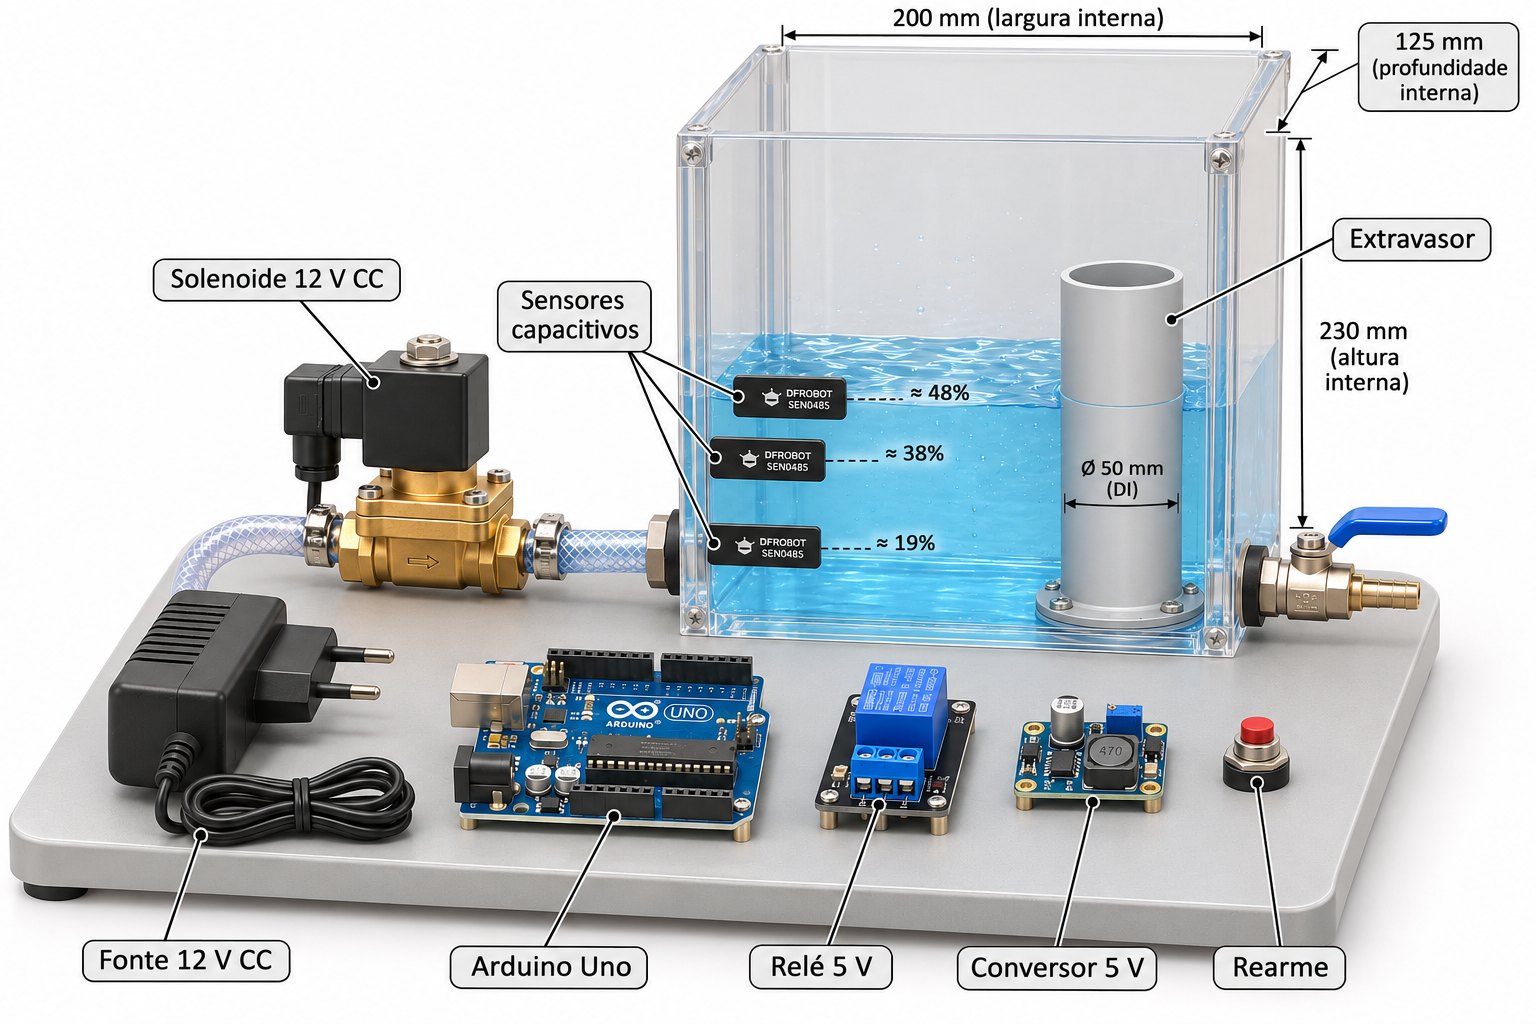 200 mm (largura interna)
125 mm
(profundidade
interna)
Extravasor
Solenoide 12 V CC
Sensores
capacitivos
230 mm
(altura
interna)
DFROBOT
SEN0485
≈ 48%
DFROBOT
SEN0485
≈ 38%
Ø 50 mm
(DI)
DFROBOT
SEN0485
≈ 19%
UNO
ARDUINO
470
Fonte 12 V CC
Arduino Uno
Relé 5 V
Conversor 5 V
Rearme